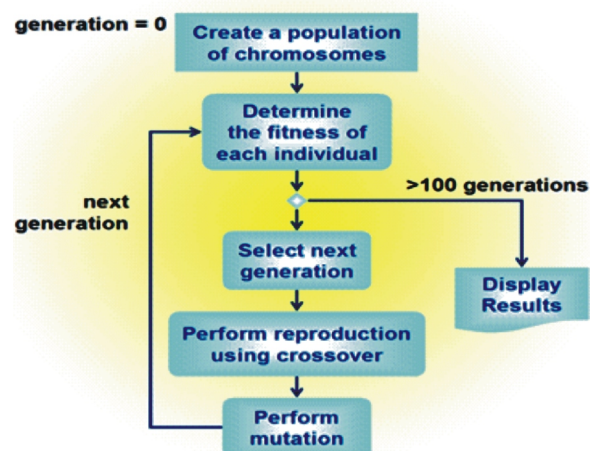 generation = 0
Create a population
of chromosomes
Determine
the fitness of
each individual
>100 generations
next
generation
Select next
generation
Display
Results
Perform reproduction
using crossover
Perform
mutation